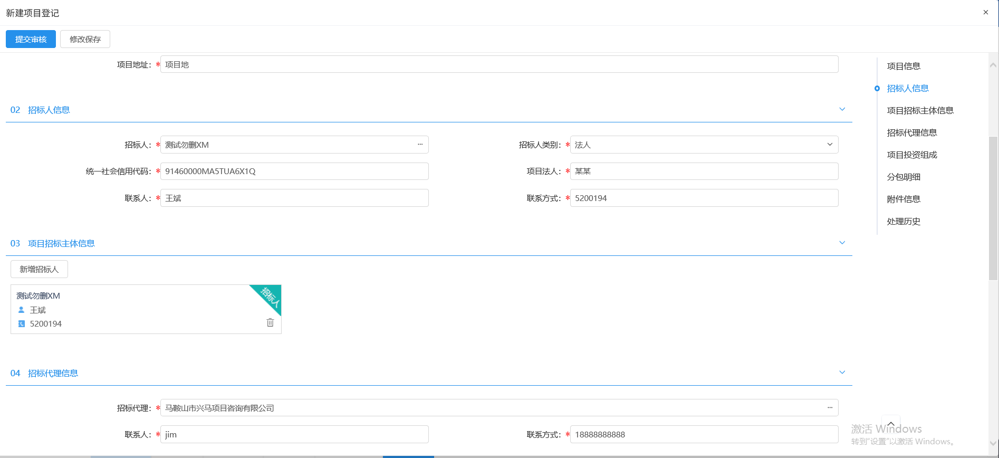 新建项目登记
提交审核 修改保存
项目地址：*项目地
02 招标人信息
招标人：*测试勿删XM ···
招标人类别：*法人
统一社会信用代码：*91460000MA5TUA6X1Q
项目法人：*某某
联系人：*王斌
联系方式：*5200194
03 项目招标主体信息
新增招标人
测试勿删XM
招标人
王斌
5200194
04 招标代理信息
招标代理：*马鞍山市兴马项目咨询有限公司 ···
联系人：*jim
联系方式：*18888888888
项目信息
招标人信息
项目招标主体信息
招标代理信息
项目投资组成
分包明细
附件信息
处理历史
激活 Windows
转到“设置”以激活 Windows。